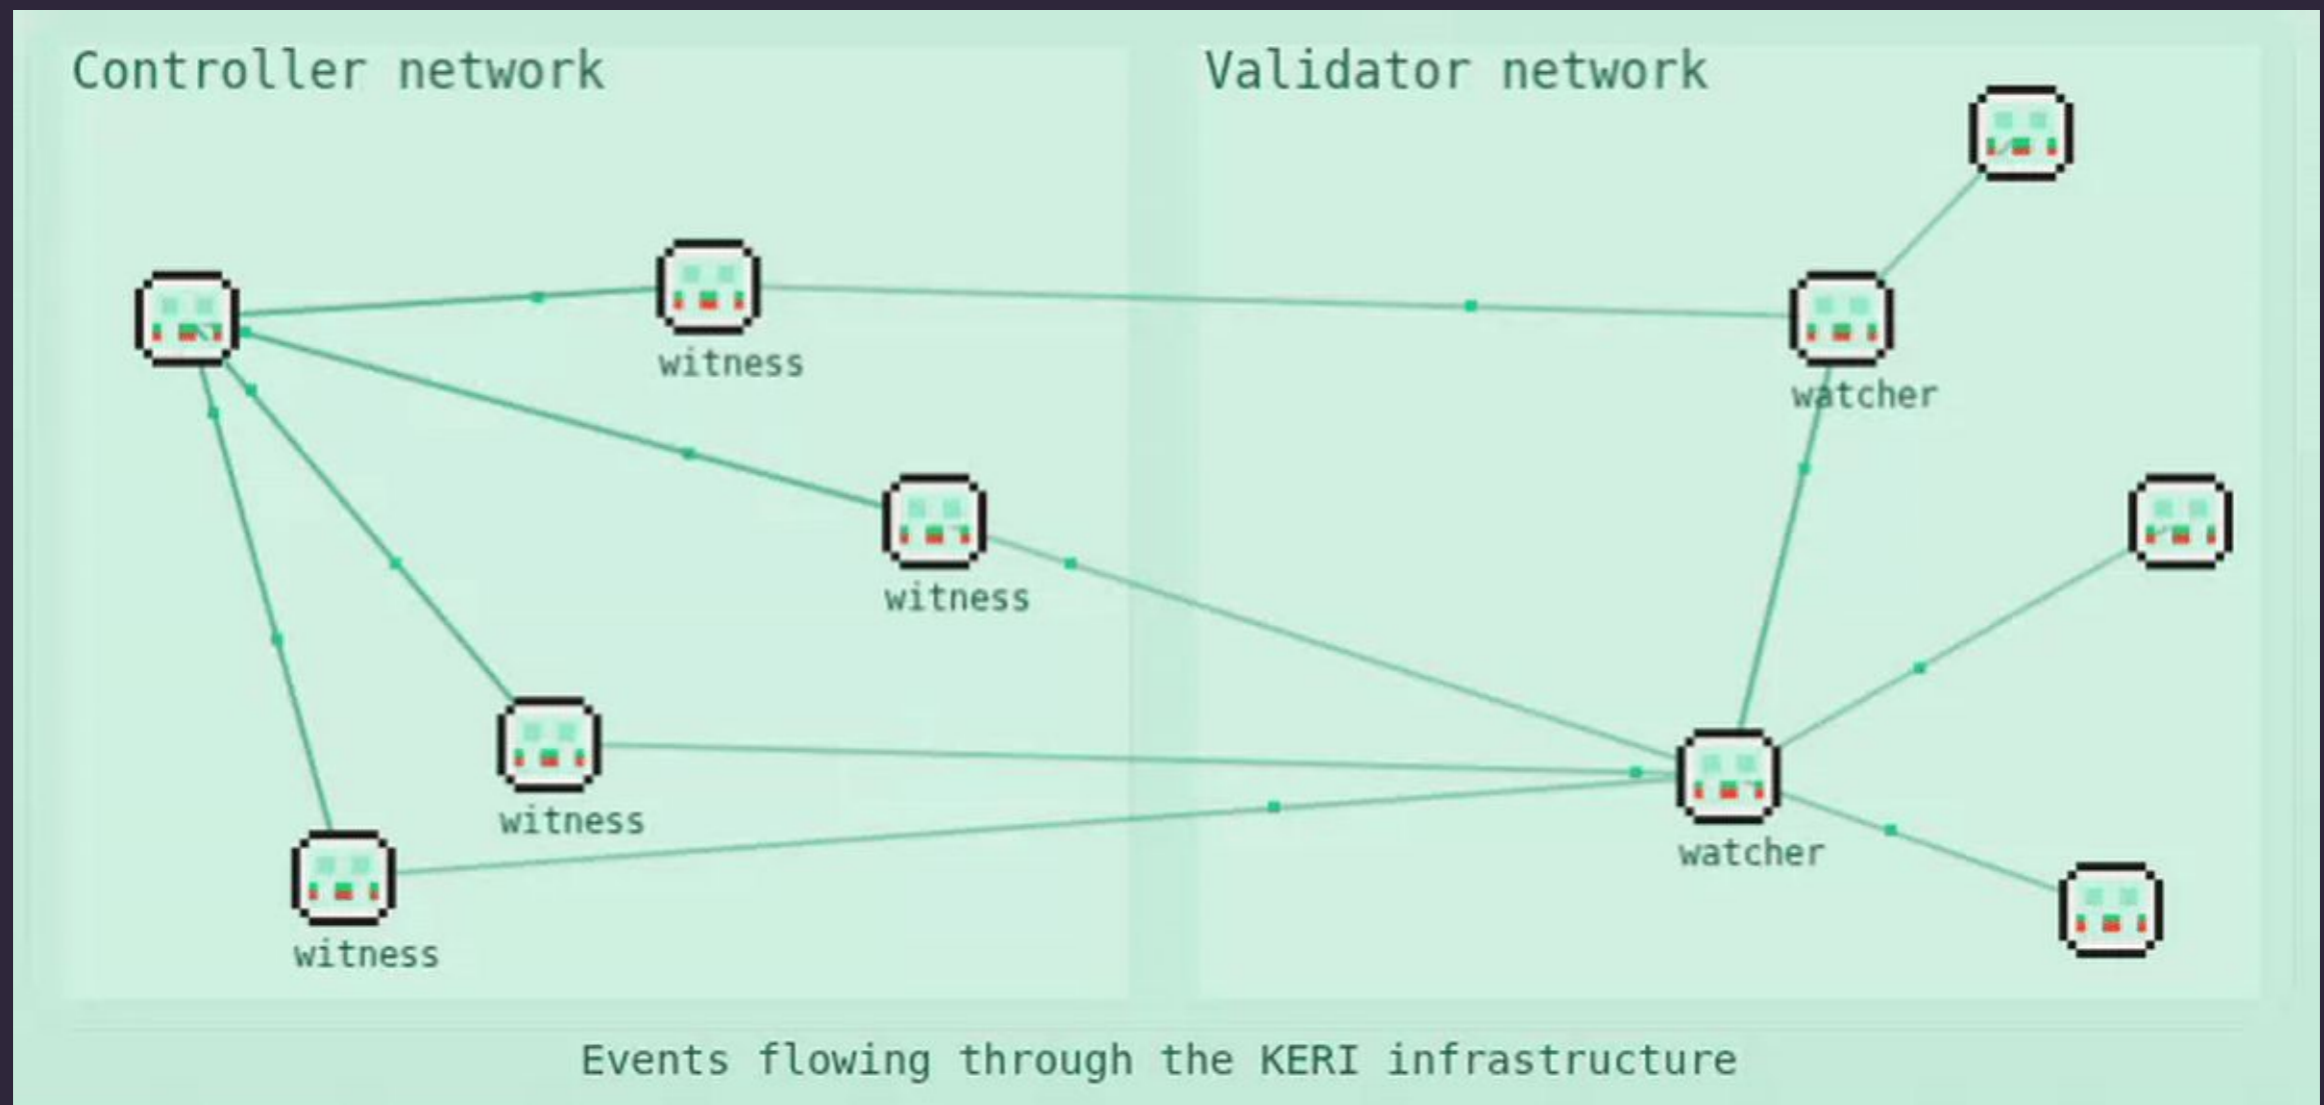 Controller network
Validator network
witness
watcher
witness
witness
watcher
witness
Events flowing through the KERI infrastructure